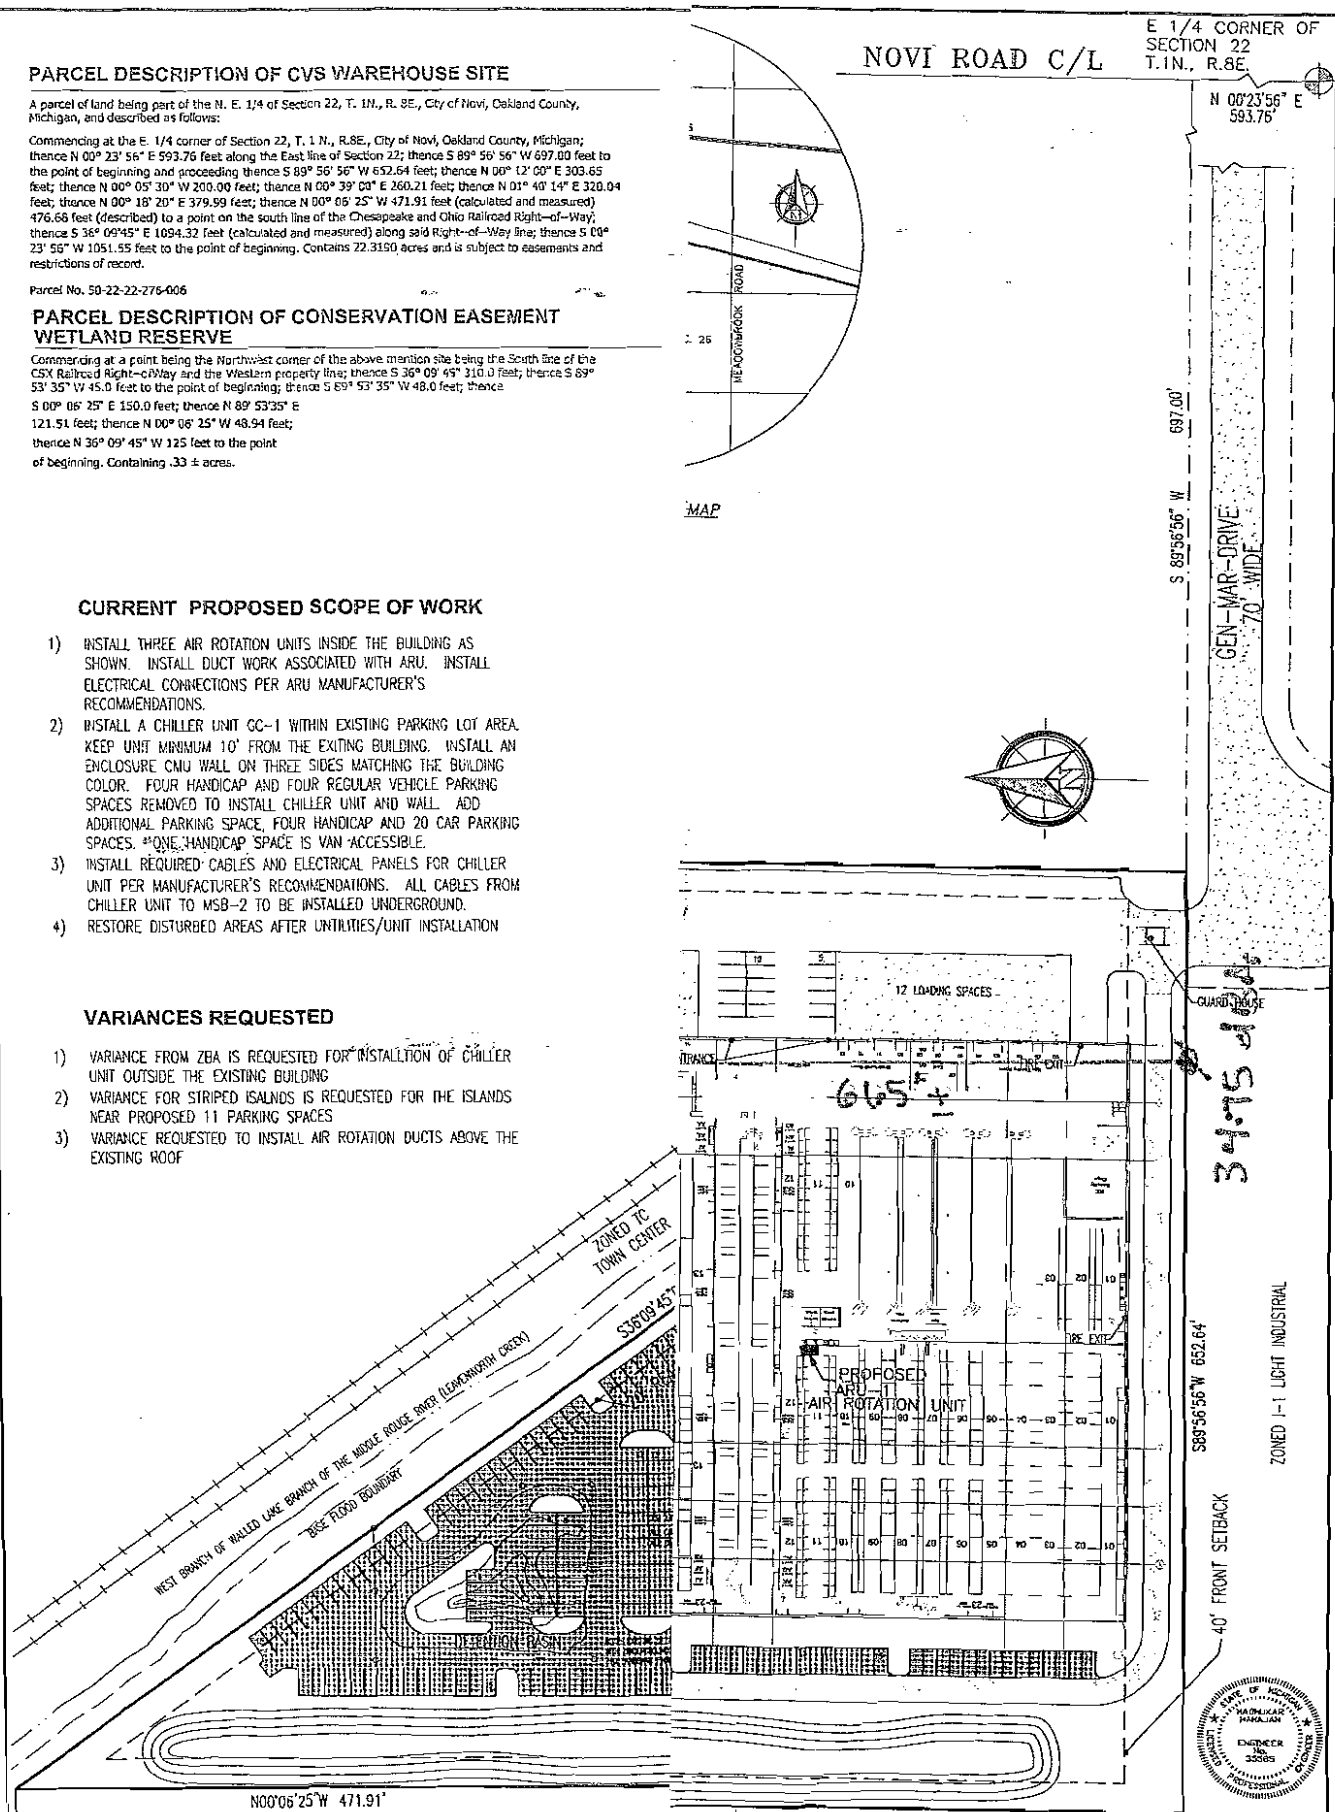 PARCEL DESCRIPTION OF CVS WAREHOUSE SITE
A parcel of land being part of the N. E. 1/4 of Section 22, T. 1N., R. 8E., City of Novi, Oakland County,
Michigan, and described as follows:
Commencing at the E. 1/4 corner of Section 22, T. 1 N., R.8E., City of Novi, Oakland County, Michigan;
thence N 00° 23' 56" E 593.76 feet along the East line of Section 22; thence S 89° 56' 56" W 697.00 feet to
the point of beginning and proceeding thence S 89° 56' 56" W 652.64 feet; thence N 00° 12' 00" E 303.65
feet; thence N 00° 05' 30" W 200.00 feet; thence N 00° 39' 00" E 260.21 feet; thence N 01° 40' 14" E 320.04
feet; thence N 00° 18' 20" E 379.99 feet; thence N 00° 06' 25" W 471.91 feet (calculated and measured)
476.68 feet (described) to a point on the south line of the Chesapeake and Ohio Railroad Right-of-Way;
thence S 36° 09'45" E 1094.32 feet (calculated and measured) along said Right-of-Way line; thence S 00°
23' 56" W 1051.55 feet to the point of beginning. Contains 22.3150 acres and is subject to easements and
restrictions of record.
Parcel No. 50-22-22-276-006
PARCEL DESCRIPTION OF CONSERVATION EASEMENT
WETLAND RESERVE
Commencing at a point being the Northwest corner of the above mention site being the South line of the
CSX Railroad Right-of-Way and the Western property line; thence S 36° 09' 45" 310.0 feet; thence S 89°
53' 35" W 45.0 feet to the point of beginning; thence S 89° 53' 35" W 48.0 feet; thence
S 00° 06' 25" E 150.0 feet; thence N 89° 53'35" E
121.51 feet; thence N 00° 06' 25" W 48.94 feet;
thence N 36° 09' 45" W 125 feet to the point
of beginning. Containing .33 ± acres.
CURRENT PROPOSED SCOPE OF WORK
1) INSTALL THREE AIR ROTATION UNITS INSIDE THE BUILDING AS
SHOWN. INSTALL DUCT WORK ASSOCIATED WITH ARU. INSTALL
ELECTRICAL CONNECTIONS PER ARU MANUFACTURER'S
RECOMMENDATIONS.
2) INSTALL A CHILLER UNIT GC-1 WITHIN EXISTING PARKING LOT AREA.
KEEP UNIT MINIMUM 10' FROM THE EXITING BUILDING. INSTALL AN
ENCLOSURE CMU WALL ON THREE SIDES MATCHING THE BUILDING
COLOR. FOUR HANDICAP AND FOUR REGULAR VEHICLE PARKING
SPACES REMOVED TO INSTALL CHILLER UNIT AND WALL. ADD
ADDITIONAL PARKING SPACE, FOUR HANDICAP AND 20 CAR PARKING
SPACES. *ONE HANDICAP SPACE IS VAN ACCESSIBLE.
3) INSTALL REQUIRED CABLES AND ELECTRICAL PANELS FOR CHILLER
UNIT PER MANUFACTURER'S RECOMMENDATIONS. ALL CABLES FROM
CHILLER UNIT TO MSB-2 TO BE INSTALLED UNDERGROUND.
4) RESTORE DISTURBED AREAS AFTER UNTILITIES/UNIT INSTALLATION
VARIANCES REQUESTED
1) VARIANCE FROM ZBA IS REQUESTED FOR INSTALLTION OF CHILLER
UNIT OUTSIDE THE EXISTING BUILDING
2) VARIANCE FOR STRIPED ISALNDS IS REQUESTED FOR THE ISLANDS
NEAR PROPOSED 11 PARKING SPACES
3) VARIANCE REQUESTED TO INSTALL AIR ROTATION DUCTS ABOVE THE
EXISTING ROOF
NOVI ROAD C/L
E 1/4 CORNER OF
SECTION 22
T.1N., R.8E.
N 00°23'56" E
593.76'
26
MEADOWBROOK ROAD
MAP
S 89°56'56" W 697.00'
GEN-MAR-DRIVE
70' WIDE
12 LOADING SPACES
GUARD HOUSE
FIRE EXIT
665' ±
34.75
FIRE EXIT
PROPOSED
ARU-1
AIR ROTATION UNIT
S89°56'56"W 652.64'
ZONED I-1 LIGHT INDUSTRIAL
40' FRONT SETBACK
ZONED TC
TOWN CENTER
S36°09'45"E
WEST BRANCH OF WALLED LAKE BRANCH OF THE MIDDLE ROUGE RIVER (LEAVENWORTH CREEK)
BASE FLOOD BOUNDARY
DETENTION BASIN
N00°06'25"W 471.91'
STATE OF MICHIGAN
MADHUKAR
MAHAJAN
ENGINEER
No.
LICENSED PROFESSIONAL ENGINEER